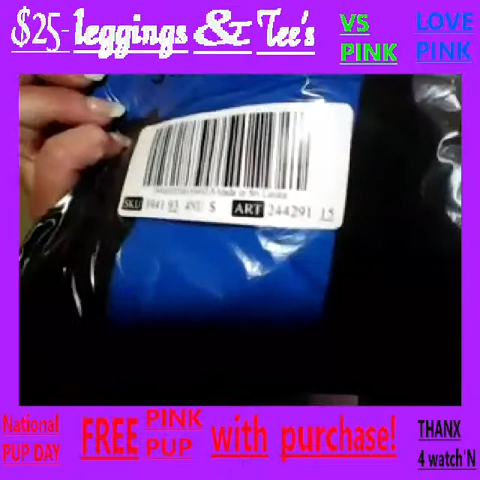 $25- leggings & Tee's
VS
PINK
LOVE
PINK
SKU
S
ART 244291 15
National
PUP DAY
FREE
PINK
PUP
with purchase!
THANX
4 watch'N